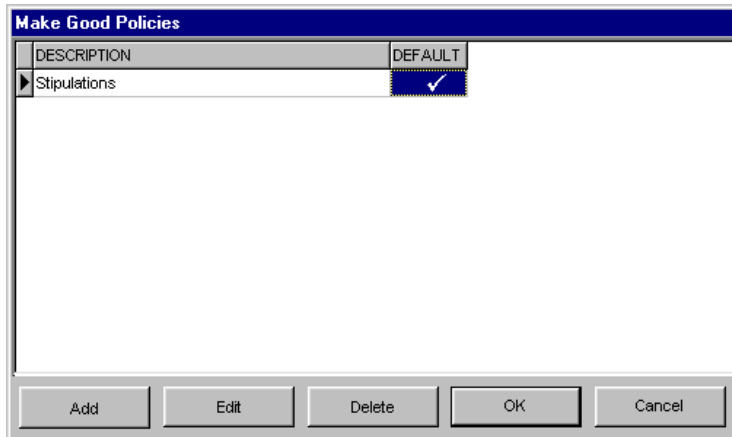 Make Good Policies
DESCRIPTION DEFAULT
Stipulations
Add Edit Delete OK Cancel